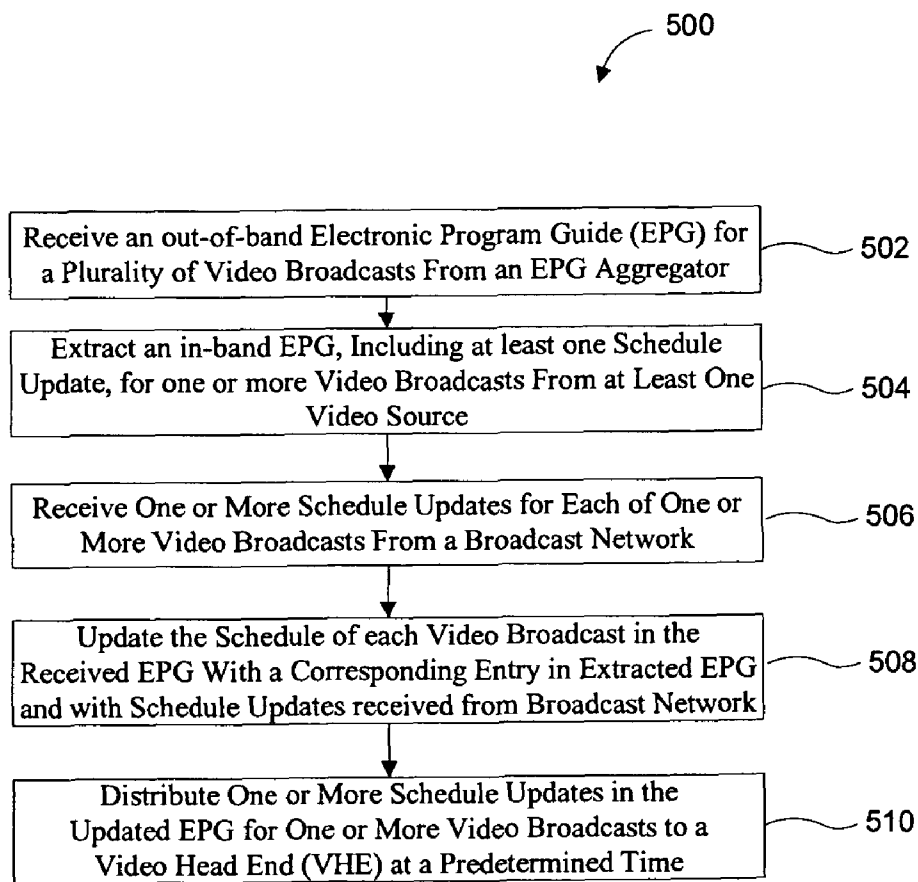 500
Receive an out-of-band Electronic Program Guide (EPG) for
a Plurality of Video Broadcasts From an EPG Aggregator
502
Extract an in-band EPG, Including at least one Schedule
Update, for one or more Video Broadcasts From at Least One
Video Source
504
Receive One or More Schedule Updates for Each of One or
More Video Broadcasts From a Broadcast Network
506
Update the Schedule of each Video Broadcast in the
Received EPG With a Corresponding Entry in Extracted EPG
and with Schedule Updates received from Broadcast Network
508
Distribute One or More Schedule Updates in the
Updated EPG for One or More Video Broadcasts to a
Video Head End (VHE) at a Predetermined Time
510